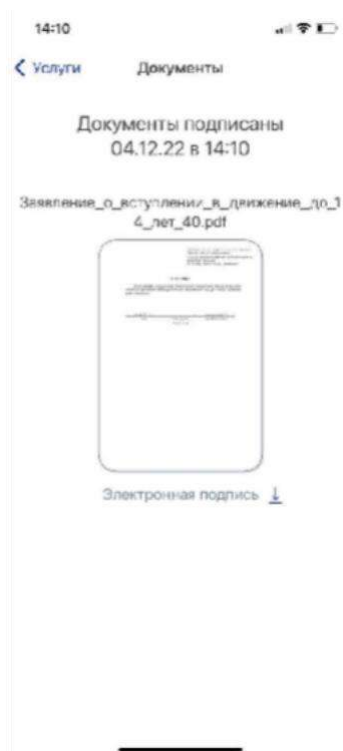 14:10
Услуги
Документы
Документы подписаны
04.12.22 в 14:10
Заявление_о_вступлении_в_движение_до_1
4_лет_40.pdf
Электронная подпись